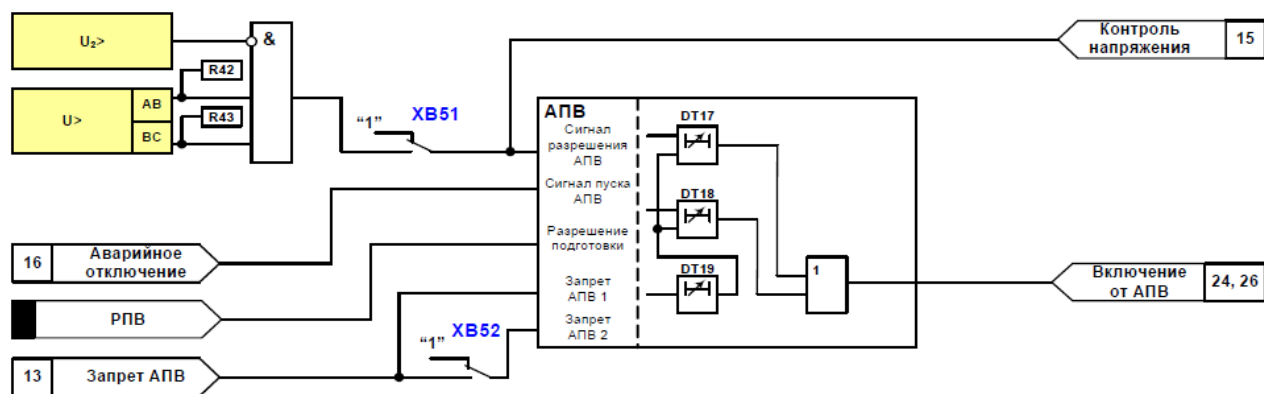 U₂>
&
R42
U>
AB
BC
R43
"1"
XB51
Контроль
напряжения
15
АПВ
Сигнал
разрешения
АПВ
Сигнал пуска
АПВ
Разрешение
подготовки
Запрет
АПВ 1
Запрет
АПВ 2
DT17
DT18
DT19
1
16
Аварийное
отключение
РПВ
"1"
XB52
13
Запрет АПВ
Включение
от АПВ
24, 26